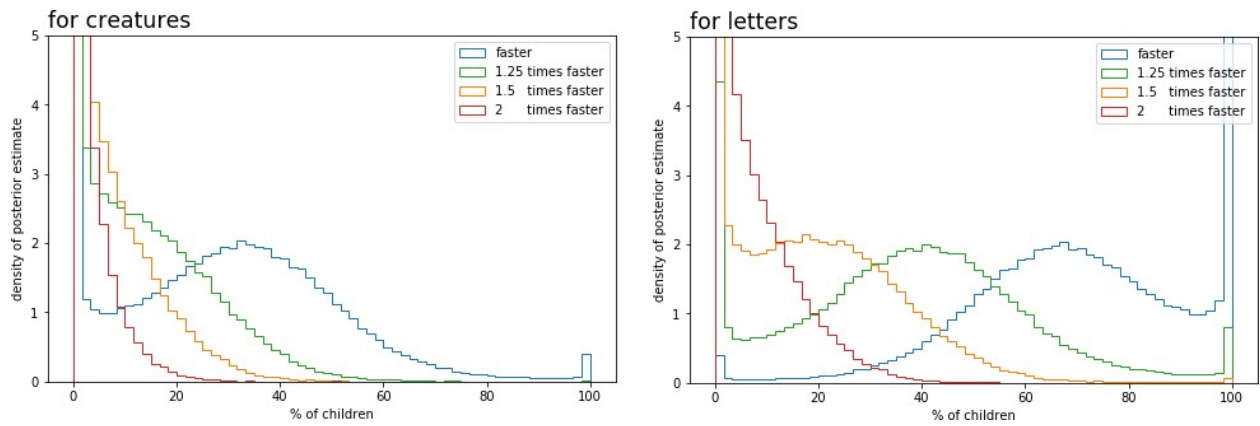 for creatures
5
4
3
2
1
0
density of posterior estimate
faster
1.25 times faster
1.5 times faster
2 times faster
0 20 40 60 80 100
% of children
for letters
5
4
3
2
1
0
density of posterior estimate
faster
1.25 times faster
1.5 times faster
2 times faster
0 20 40 60 80 100
% of children